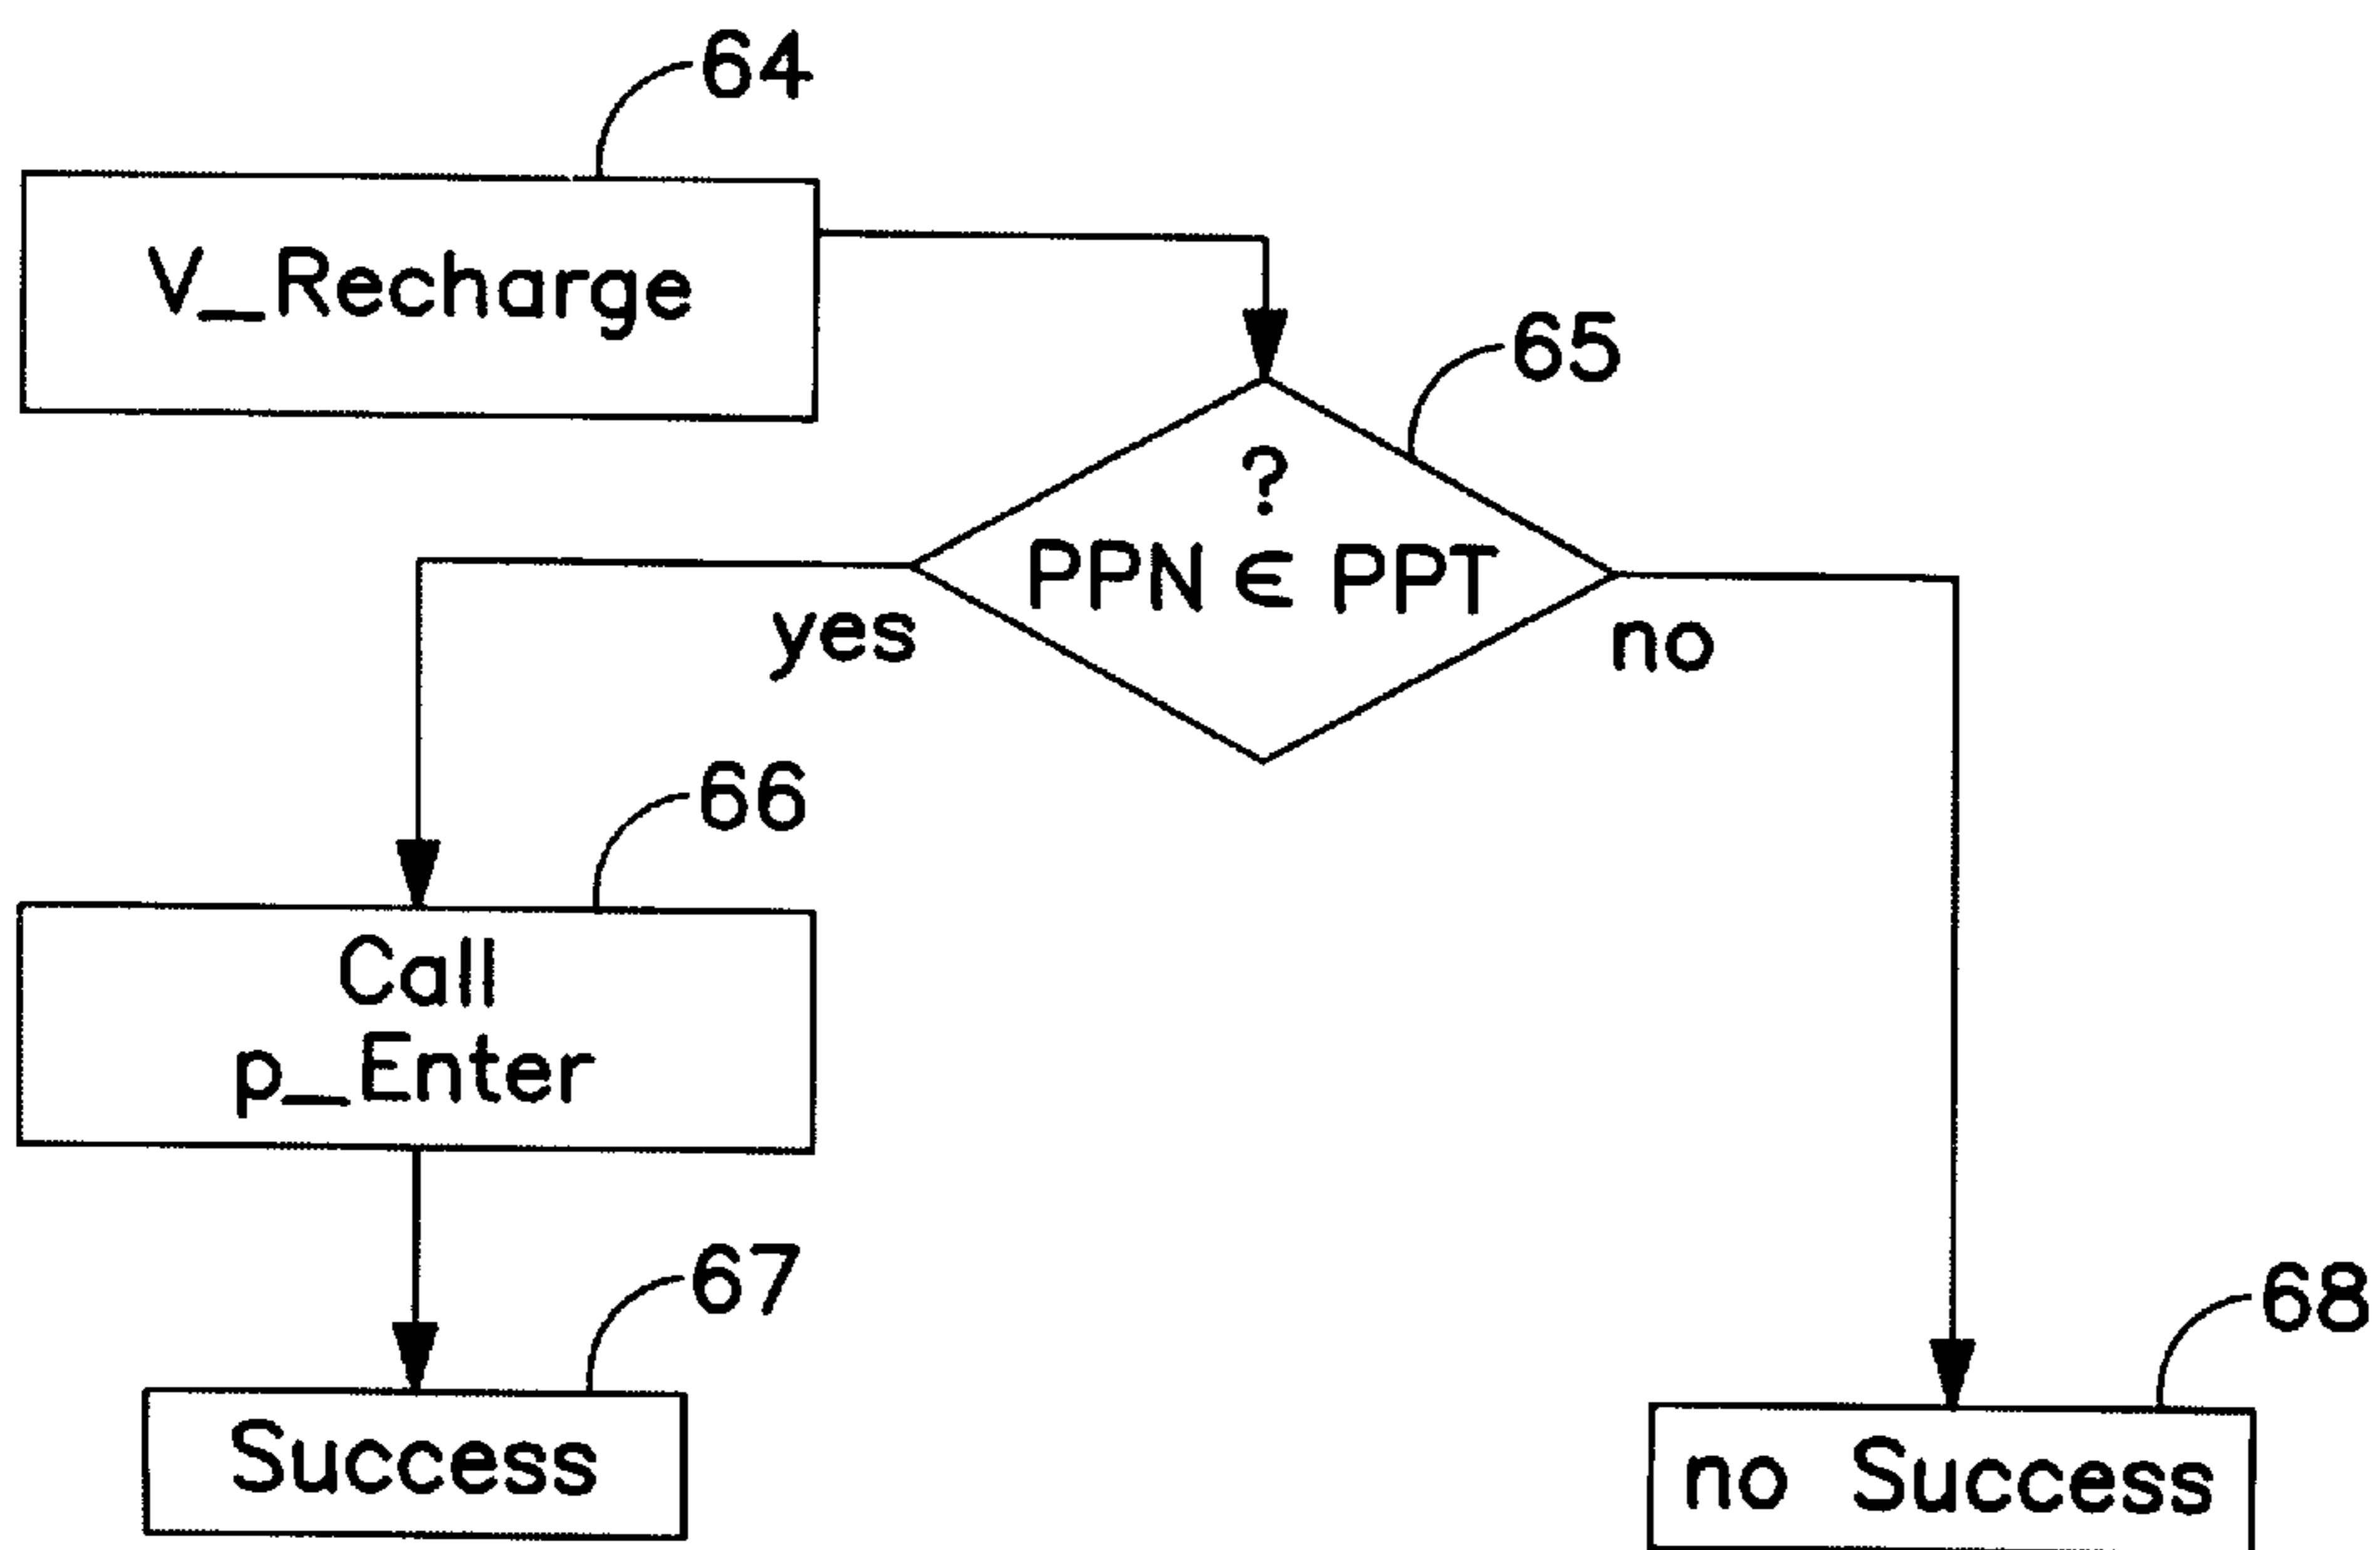 64
V_Recharge
65
?
PPN ∈ PPT
yes
no
66
Call
p_Enter
67
Success
68
no Success